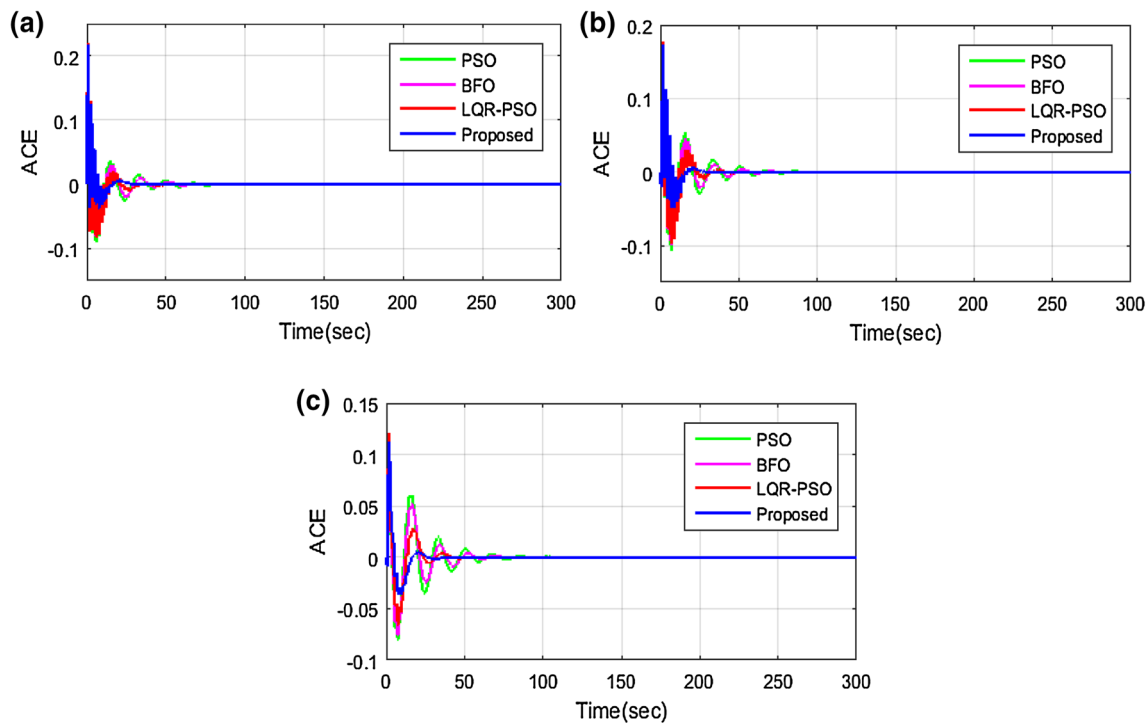 (a)
0.2
0.1
0
-0.1
ACE
PSO
BFO
LQR-PSO
Proposed
0 50 100 150 200 250 300
Time(sec)
(b)
0.2
0.1
0
-0.1
ACE
PSO
BFO
LQR-PSO
Proposed
0 50 100 150 200 250 300
Time(sec)
(c)
0.15
0.1
0.05
0
-0.05
-0.1
ACE
PSO
BFO
LQR-PSO
Proposed
0 50 100 150 200 250 300
Time(sec)